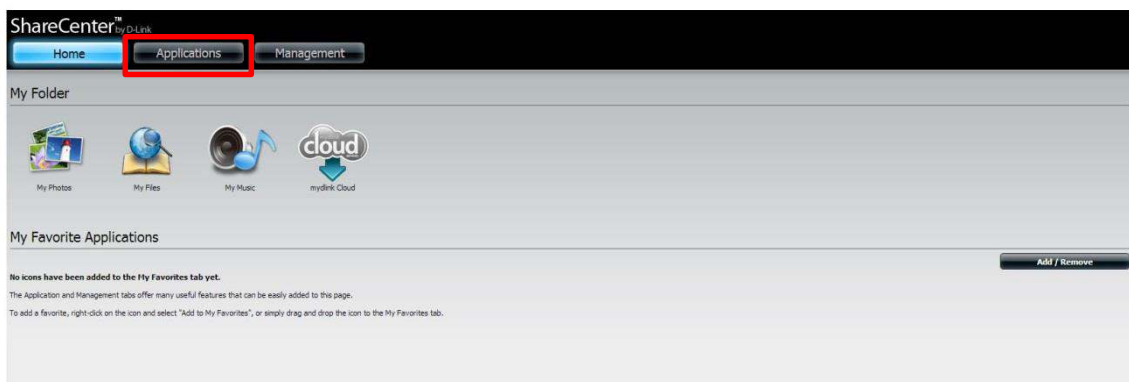 ShareCenter™ by D-Link
Home Applications Management
My Folder
cloud
My Photos My Files My Music mydlink Cloud
My Favorite Applications
Add / Remove
No icons have been added to the My Favorites tab yet.
The Application and Management tabs offer many useful features that can be easily added to this page.
To add a favorite, right-click on the icon and select "Add to My Favorites", or simply drag and drop the icon to the My Favorites tab.